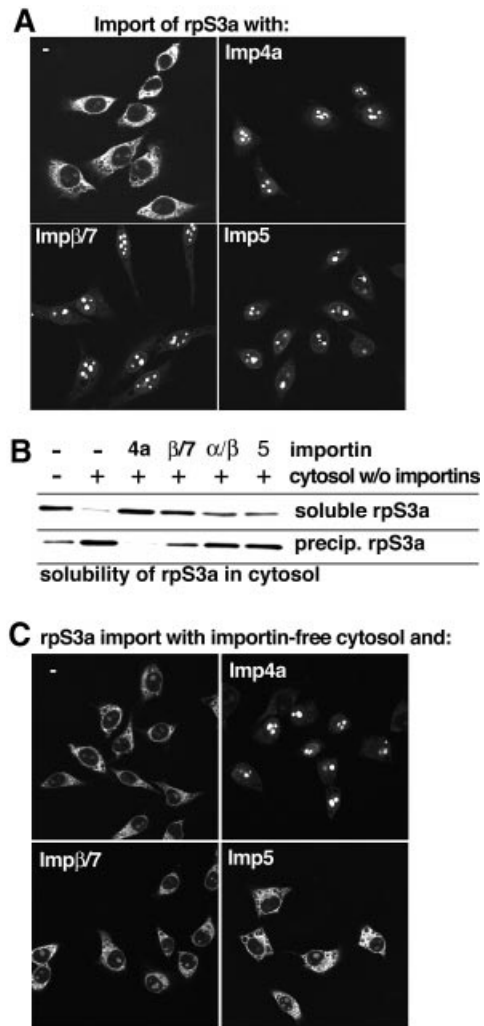 A
Import of rpS3a with:
-
Imp4a
Impβ/7
Imp5
B
- - 4a β/7 α/β 5 importin
- + + + + + cytosol w/o importins
soluble rpS3a
precip. rpS3a
solubility of rpS3a in cytosol
C rpS3a import with importin-free cytosol and:
-
Imp4a
Impβ/7
Imp5